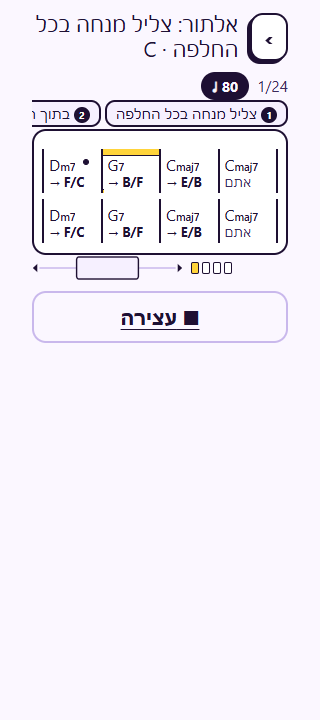 אלתור: צליל מנחה בכל
החלפה · C
‹
♩ 80 1/24
1 צליל מנחה בכל החלפה
2 בתוך
Dm7 G7 Cmaj7 Cmaj7
→ F/C → B/F → E/B אתם
Dm7 G7 Cmaj7 Cmaj7
→ F/C → B/F → E/B אתם
■ עצירה